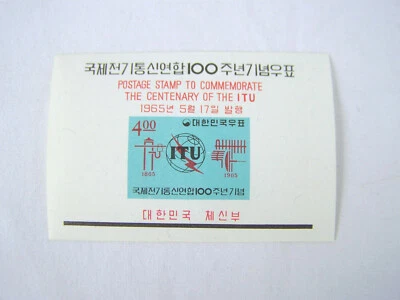 국제전기통신연합100주년기념우표
POSTAGE STAMP TO COMMEMORATE
THE CENTENARY OF THE ITU
1965년 5월 17일 발행
4.00 대한민국우표
ITU
1865 1965
국제전기통신연합100주년기념
대한민국 체신부